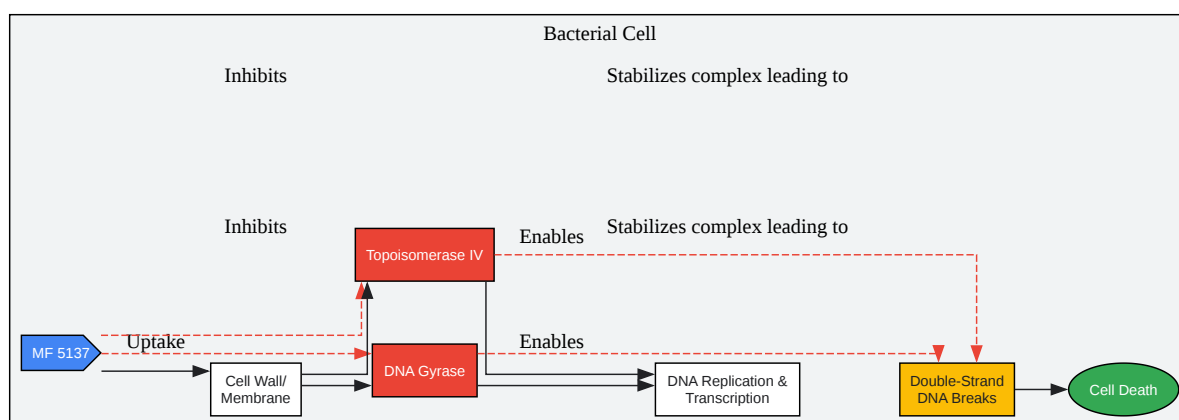 Bacterial Cell
Inhibits
Stabilizes complex leading to
Inhibits
Stabilizes complex leading to
Enables
Topoisomerase IV
Uptake
Enables
MF 5137
DNA Gyrase
Cell Wall/
Membrane
DNA Replication &
Transcription
Double-Strand
DNA Breaks
Cell Death